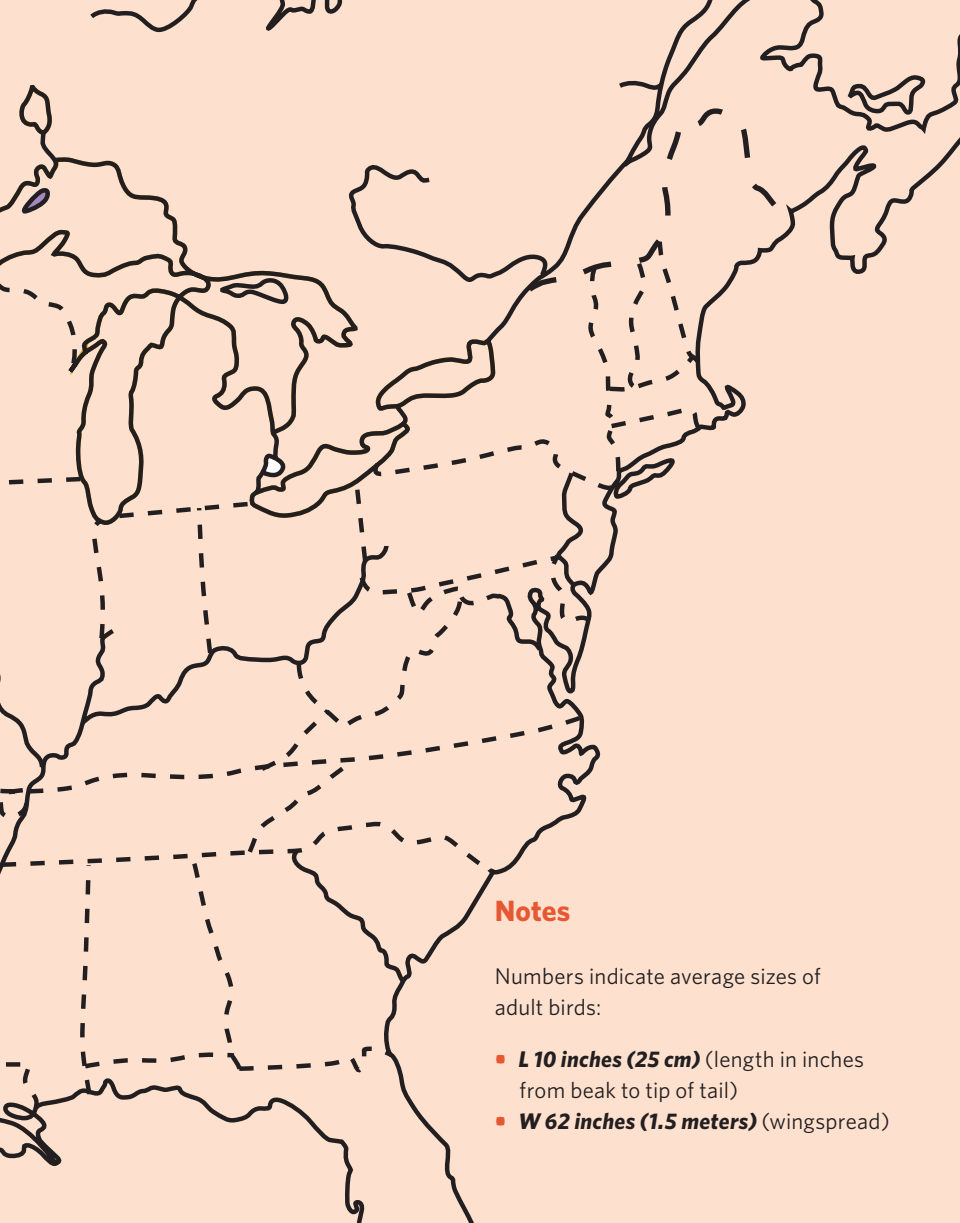 Notes
Numbers indicate average sizes of
adult birds:
▪ L 10 inches (25 cm) (length in inches
from beak to tip of tail)
▪ W 62 inches (1.5 meters) (wingspread)